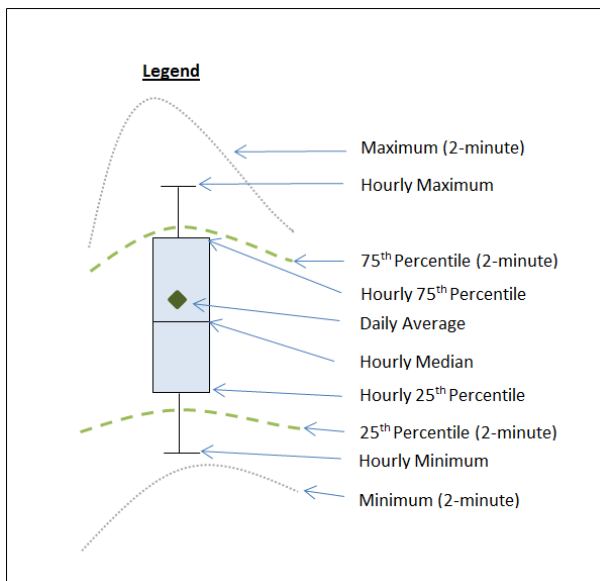 Legend
Maximum (2-minute)
Hourly Maximum
75th Percentile (2-minute)
Hourly 75th Percentile
Daily Average
Hourly Median
Hourly 25th Percentile
25th Percentile (2-minute)
Hourly Minimum
Minimum (2-minute)